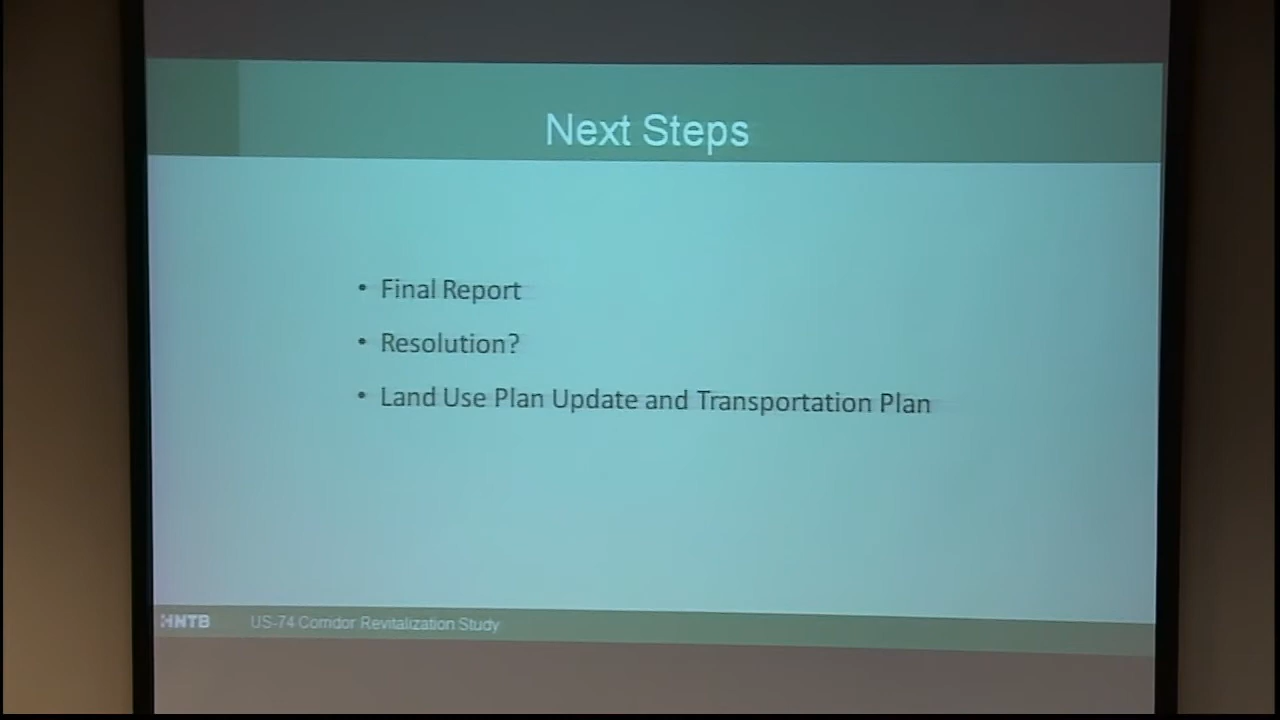 Next Steps
• Final Report
• Resolution?
• Land Use Plan Update and Transportation Plan
HNTB US-74 Corridor Revitalization Study